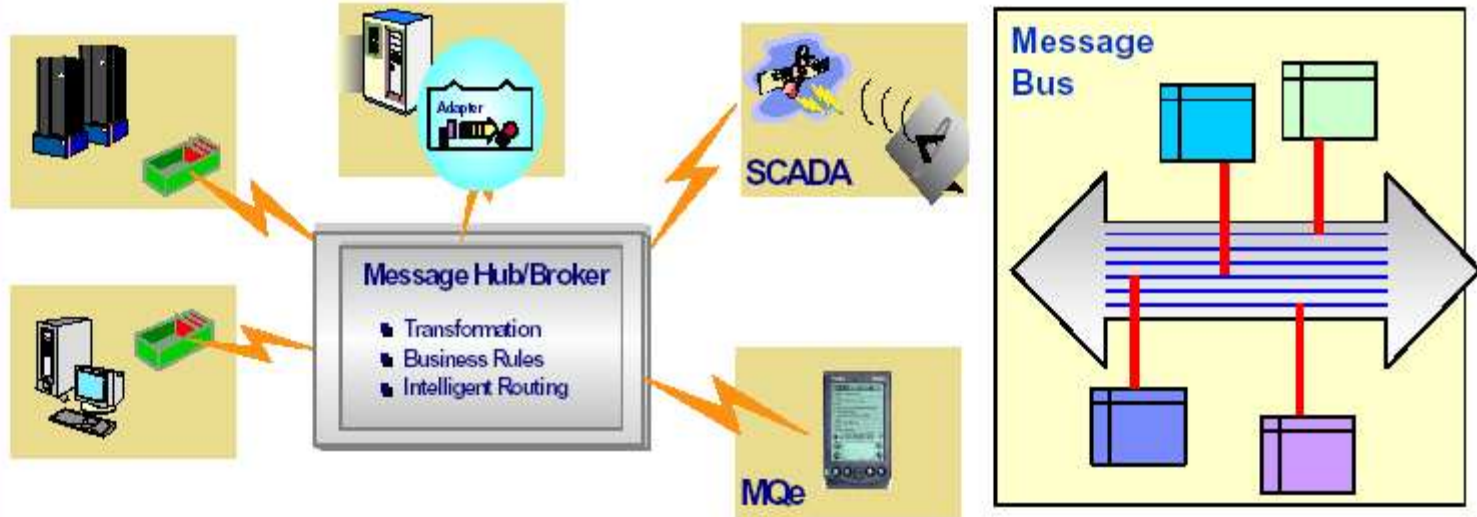 Adapter
SCADA
Message Hub/Broker
Transformation
Business Rules
Intelligent Routing
MQe
Message
Bus